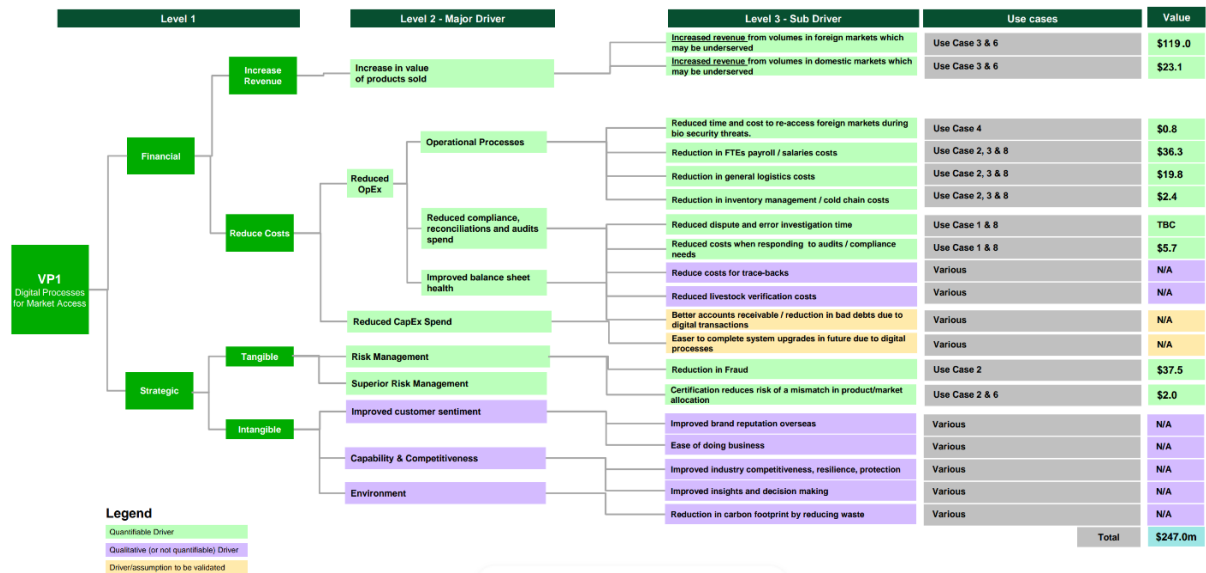 Level 1
Level 2 - Major Driver
Level 3 - Sub Driver
Use cases
Value
VP1
Digital Processes
for Market Access
Financial
Strategic
Increase
Revenue
Reduce Costs
Tangible
Intangible
Increase in value
of products sold
Reduced
OpEx
Operational Processes
Reduced compliance,
reconciliations and audits
spend
Improved balance sheet
health
Reduced CapEx Spend
Risk Management
Superior Risk Management
Improved customer sentiment
Capability & Competitiveness
Environment
Increased revenue from volumes in foreign markets which
may be underserved
Use Case 3 & 6
$119.0
Increased revenue from volumes in domestic markets which
may be underserved
Use Case 3 & 6
$23.1
Reduced time and cost to re-access foreign markets during
bio security threats.
Use Case 4
$0.8
Reduction in FTEs payroll / salaries costs
Use Case 2, 3 & 8
$36.3
Reduction in general logistics costs
Use Case 2, 3 & 8
$19.8
Reduction in inventory management / cold chain costs
Use Case 2, 3 & 8
$2.4
Reduced dispute and error investigation time
Use Case 1 & 8
TBC
Reduced costs when responding to audits / compliance
needs
Use Case 1 & 8
$5.7
Reduce costs for trace-backs
Various
N/A
Reduced livestock verification costs
Various
N/A
Better accounts receivable / reduction in bad debts due to
digital transactions
Various
N/A
Easer to complete system upgrades in future due to digital
processes
Various
N/A
Reduction in Fraud
Use Case 2
$37.5
Certification reduces risk of a mismatch in product/market
allocation
Use Case 2 & 6
$2.0
Improved brand reputation overseas
Various
N/A
Ease of doing business
Various
N/A
Improved industry competitiveness, resilience, protection
Various
N/A
Improved insights and decision making
Various
N/A
Reduction in carbon footprint by reducing waste
Various
N/A
Total
$247.0m
Legend
Quantifiable Driver
Qualitative (or not quantifiable) Driver
Driver/assumption to be validated